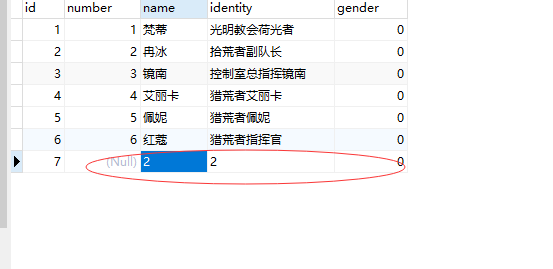 id number name identity gender
1 1 梵蒂 光明教会荷光者 0
2 2 冉冰 拾荒者副队长 0
3 3 镜南 控制室总指挥镜南 0
4 4 艾丽卡 猎荒者艾丽卡 0
5 5 佩妮 猎荒者佩妮 0
6 6 红蔻 猎荒者指挥官 0
7 (Null) 2 2 0